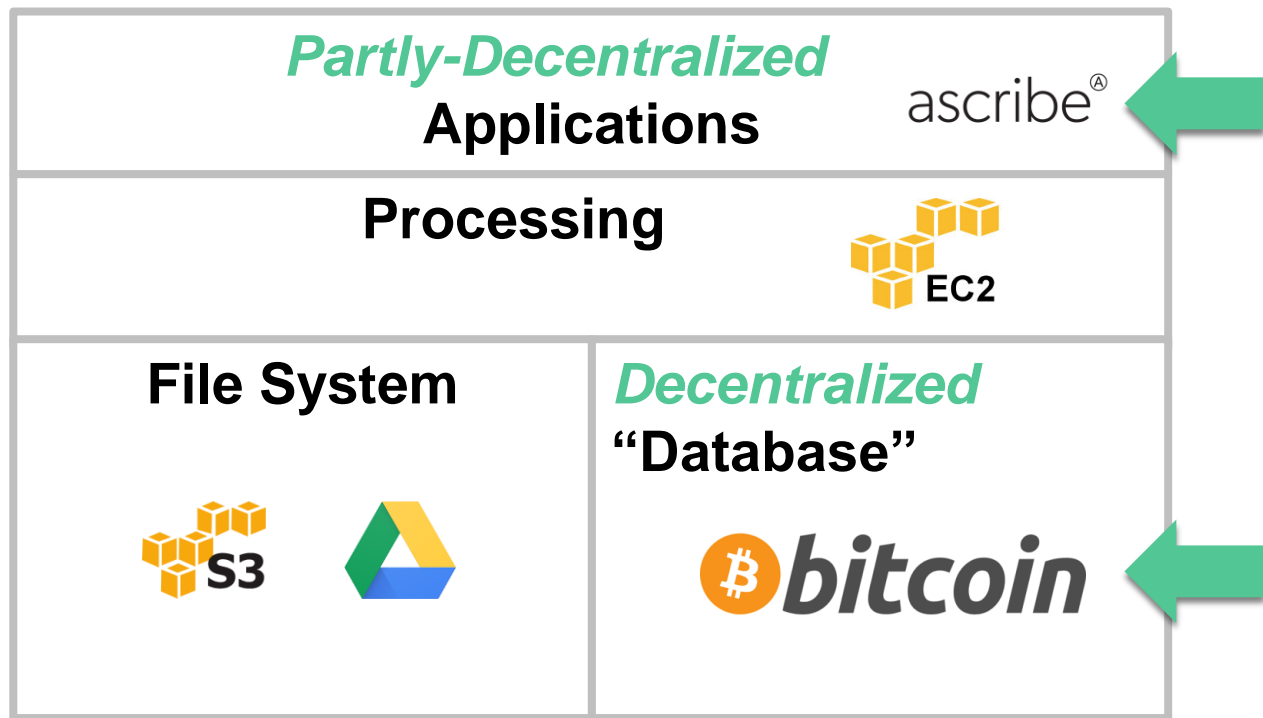 Partly-Decentralized
Applications
ascribe®
Processing
EC2
File System
Decentralized
“Database”
S3
bitcoin